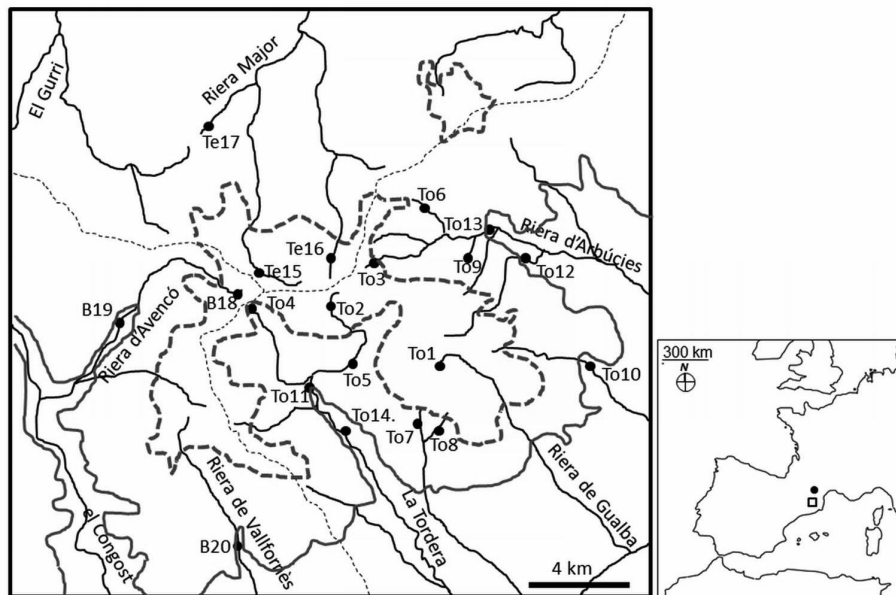 El Gurri
Riera Major
Te17
To6
To13
Riera d'Arbúcies
Te16
Te15
To3
To9
To12
B18
To4
To2
B19
Riera d'Avencó
To1
To5
To10
To11
To14.
To7
To8
Riera de Gualba
La Tordera
Riera de Vallfornès
el Congost
B20
4 km
300 km
N